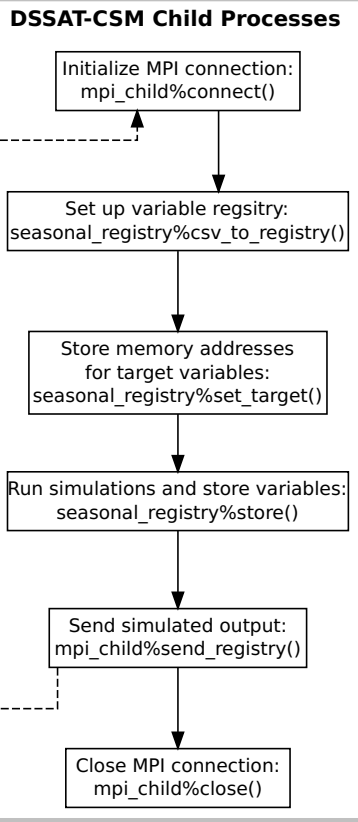 DSSAT-CSM Child Processes
Initialize MPI connection:
mpi_child%connect()
Set up variable regsitry:
seasonal_registry%csv_to_registry()
Store memory addresses
for target variables:
seasonal_registry%set_target()
Run simulations and store variables:
seasonal_registry%store()
Send simulated output:
mpi_child%send_registry()
Close MPI connection:
mpi_child%close()